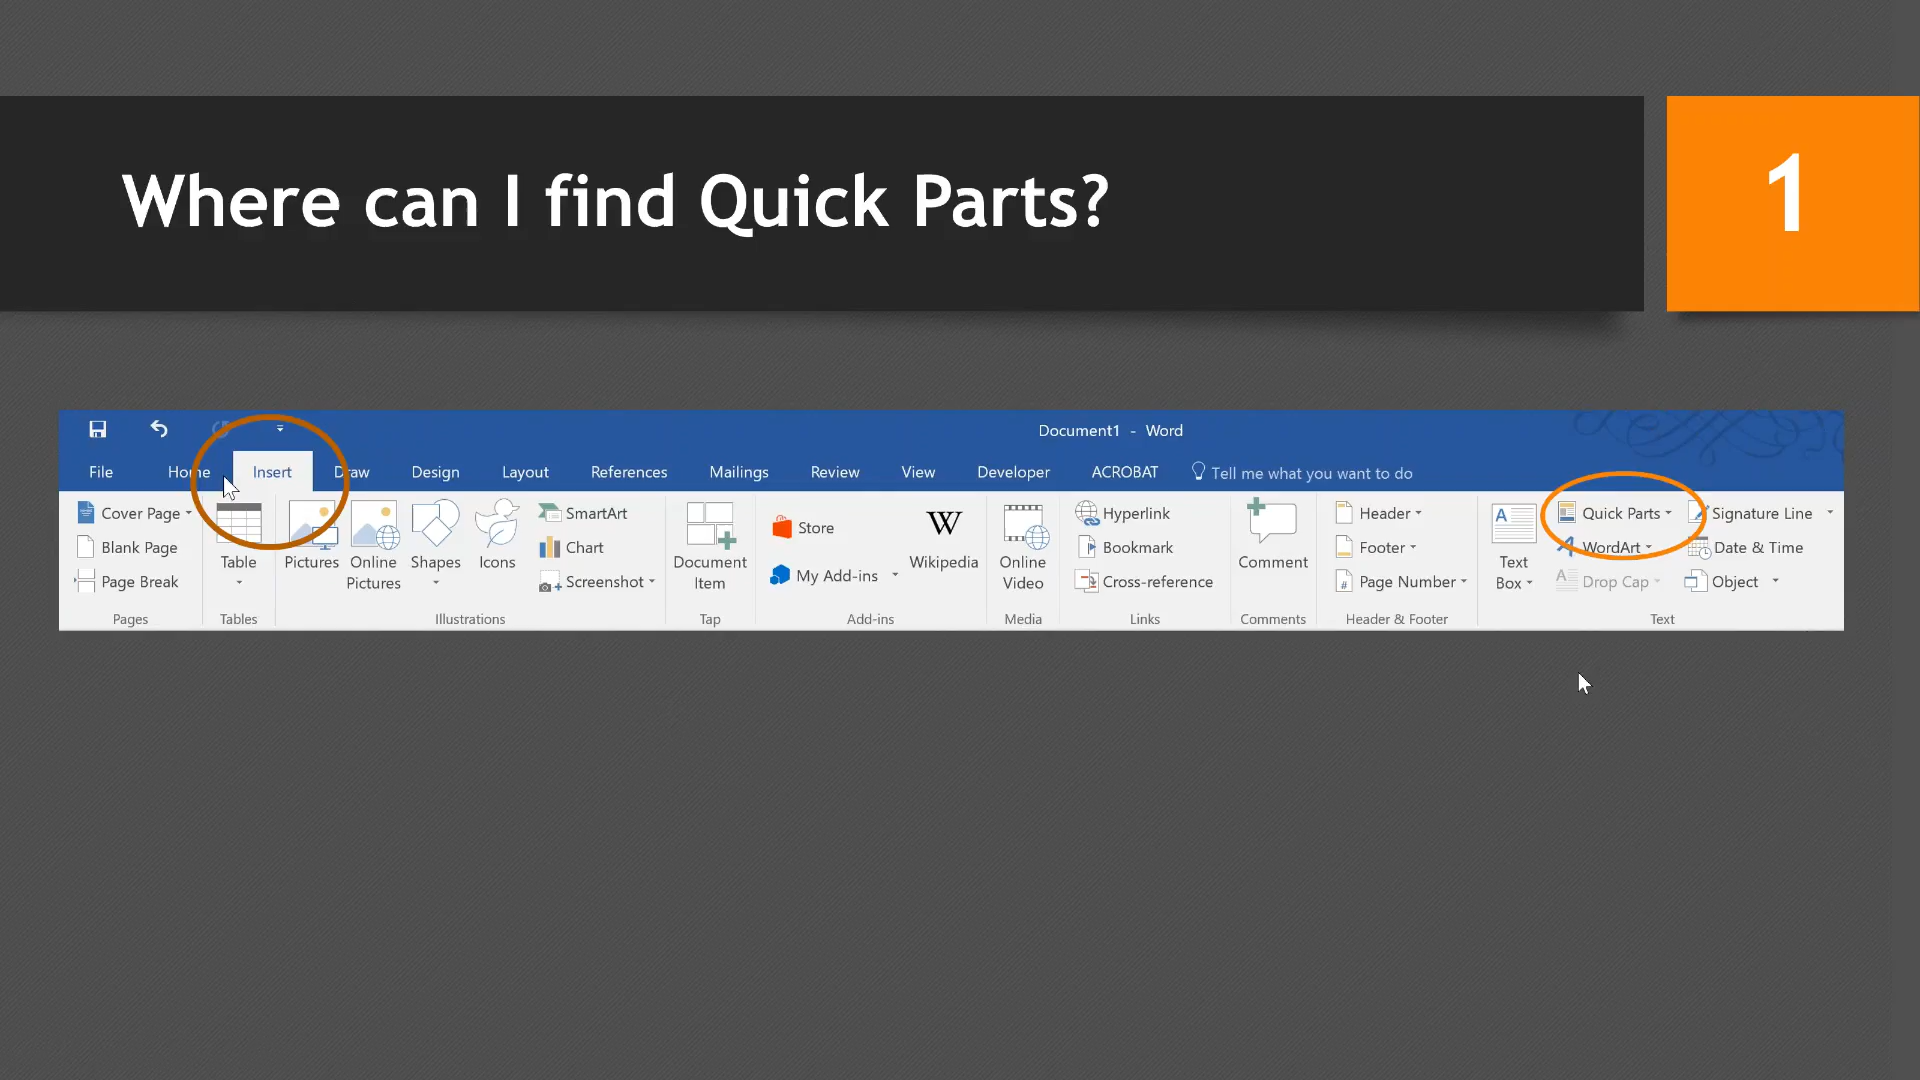 Where can I find Quick Parts?
1
Document1 - Word
File Home Insert Draw Design Layout References Mailings Review View Developer ACROBAT Tell me what you want to do
Cover Page
Blank Page
Page Break
Pages
Table
Tables
Pictures
Online
Pictures
Shapes
Icons
SmartArt
Chart
Screenshot
Illustrations
Document
Item
Tap
Store
My Add-ins
W
Wikipedia
Add-ins
Online
Video
Media
Hyperlink
Bookmark
Cross-reference
Links
Comment
Comments
Header
Footer
# Page Number
Header & Footer
A
Text
Box
Quick Parts
A WordArt
A Drop Cap
Signature Line
Date & Time
Object
Text